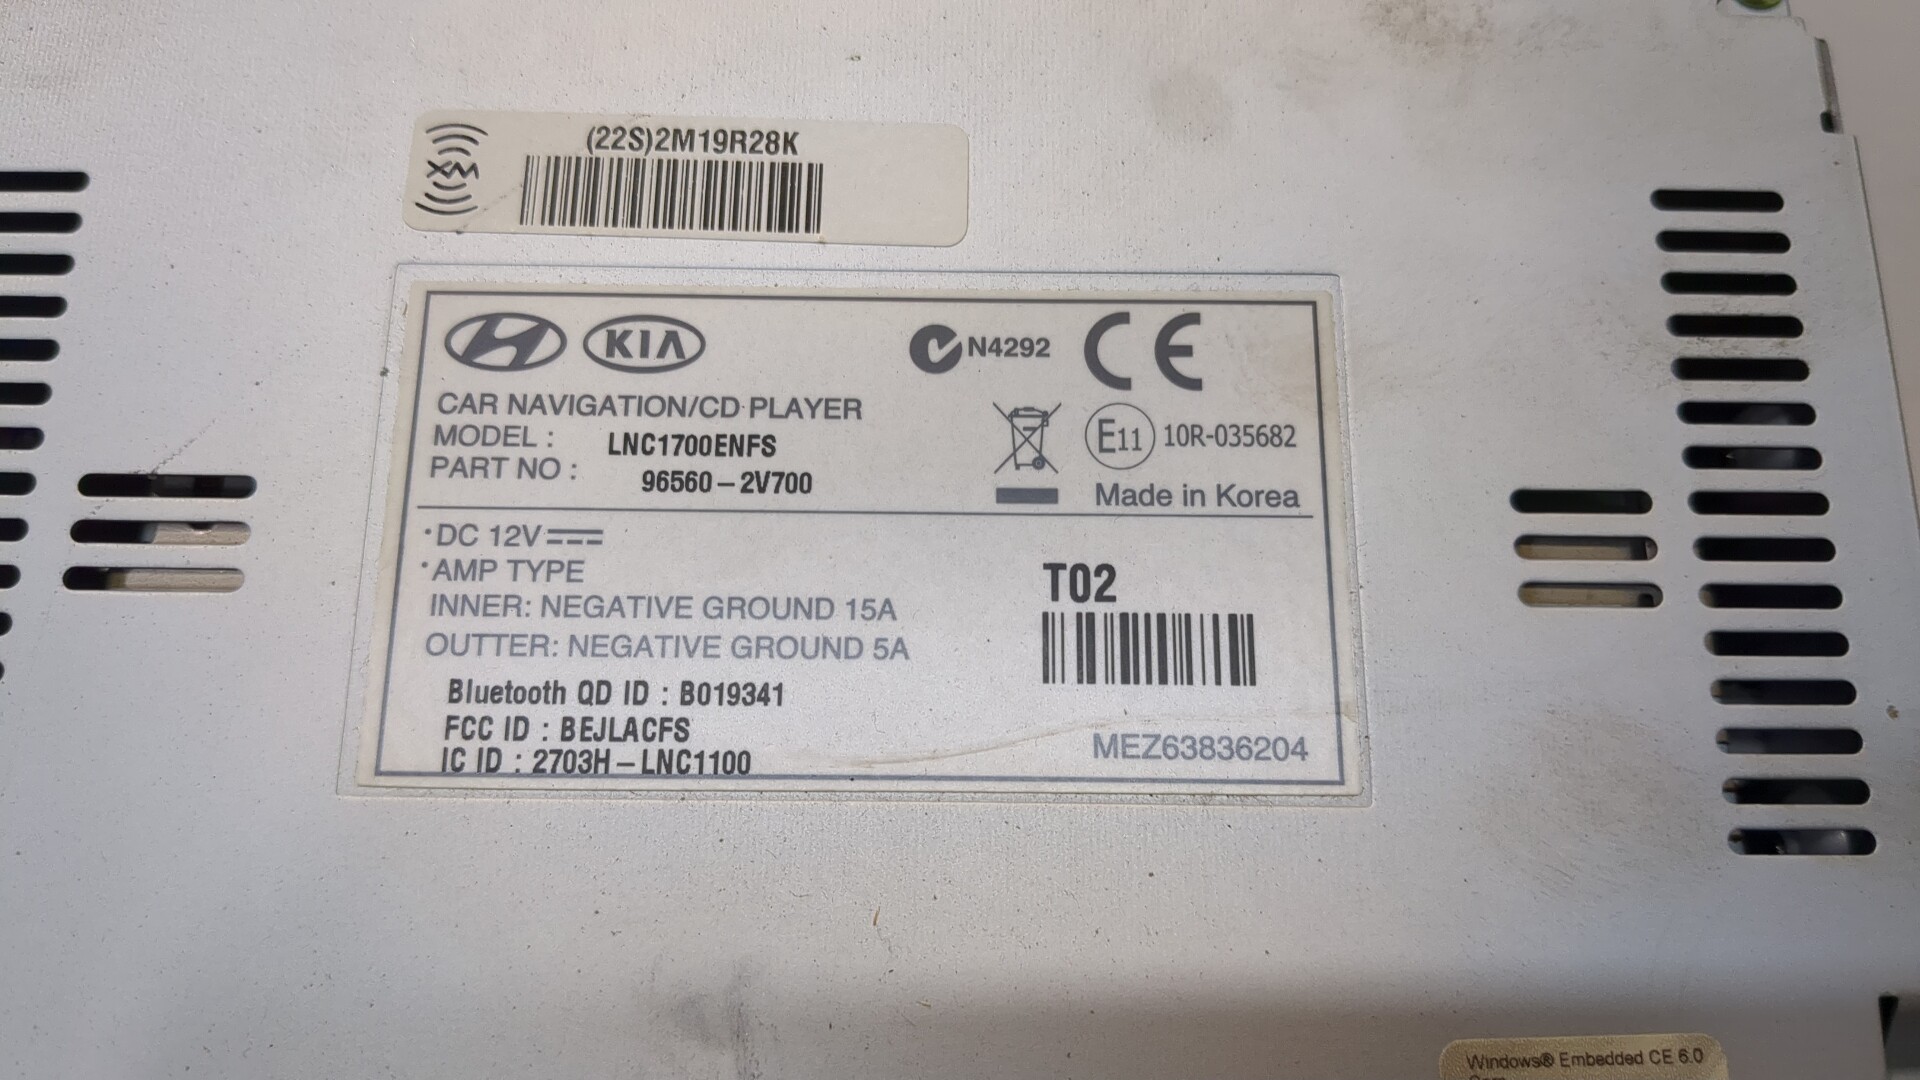 XM
(22S)2M19R28K
KIA
N4292
CE
CAR NAVIGATION/CD PLAYER
MODEL : LNC1700ENFS
PART NO : 96560-2V700
E11 10R-035682
Made in Korea
·DC 12V
·AMP TYPE
INNER: NEGATIVE GROUND 15A
OUTTER: NEGATIVE GROUND 5A
T02
Bluetooth QD ID : B019341
FCC ID : BEJLACFS
IC ID : 2703H-LNC1100
MEZ63836204
Windows® Embedded CE 6.0